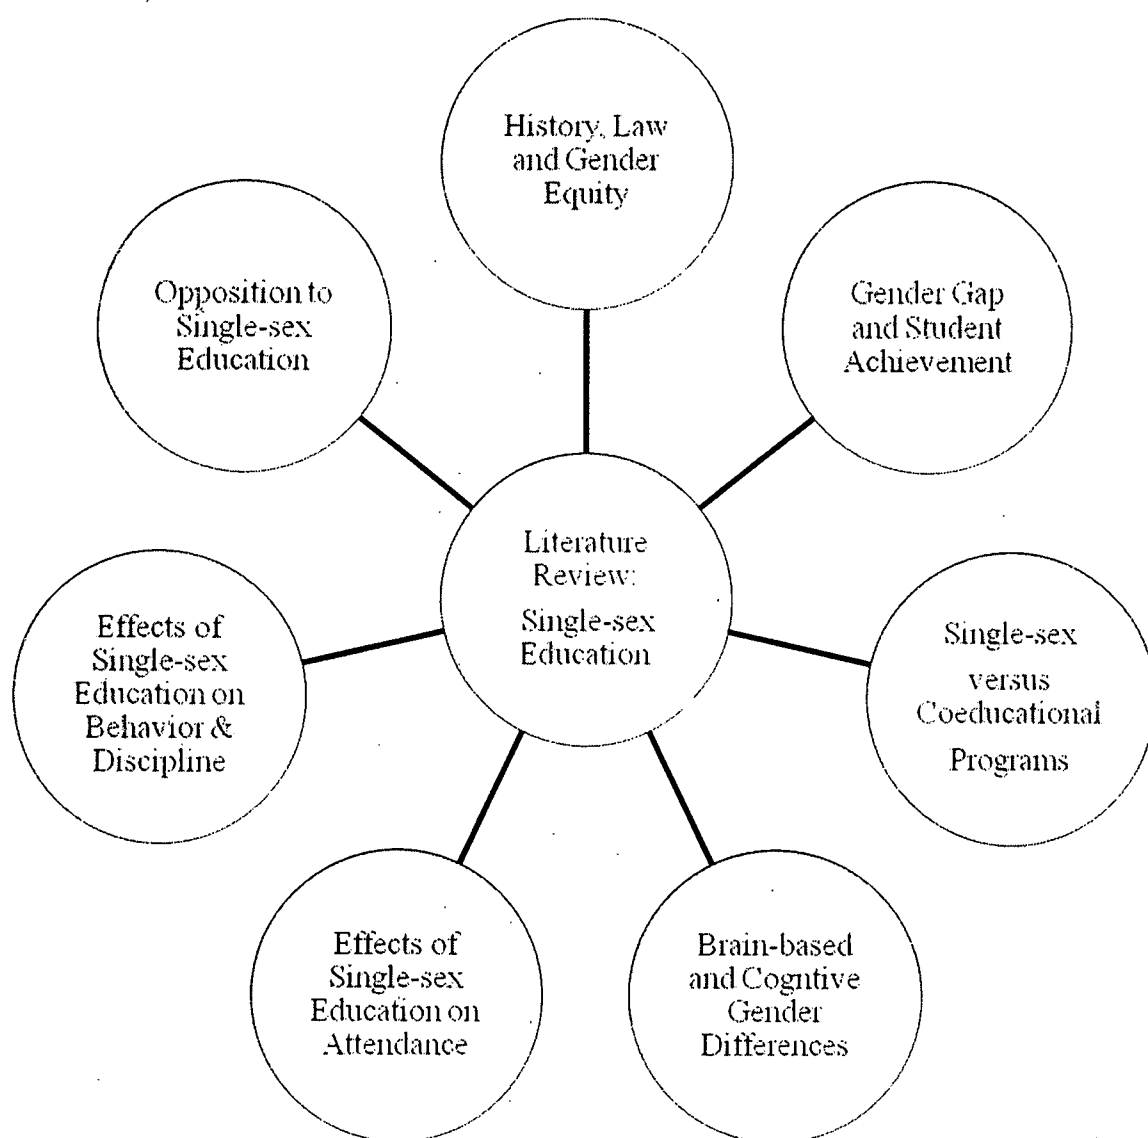 History, Law
and Gender
Equity
Gender Gap
and Student
Achievement
Single-sex
versus
Coeducational
Programs
Brain-based
and Cogntive
Gender
Differences
Effects of
Single-sex
Education on
Attendance
Effects of
Single-sex
Education on
Behavior &
Discipline
Opposition to
Single-sex
Education
Literature
Review:
Single-sex
Education